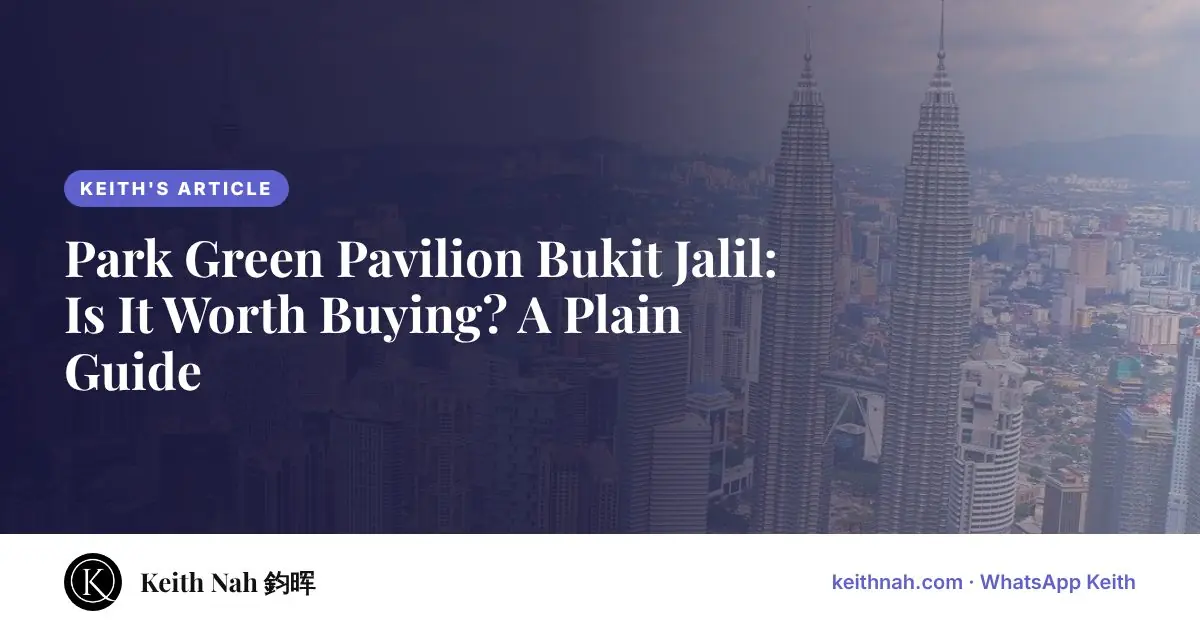 KEITH'S ARTICLE
Park Green Pavilion Bukit Jalil:
Is It Worth Buying? A Plain
Guide
K
Keith Nah 鈞晖
keithnah.com · WhatsApp Keith